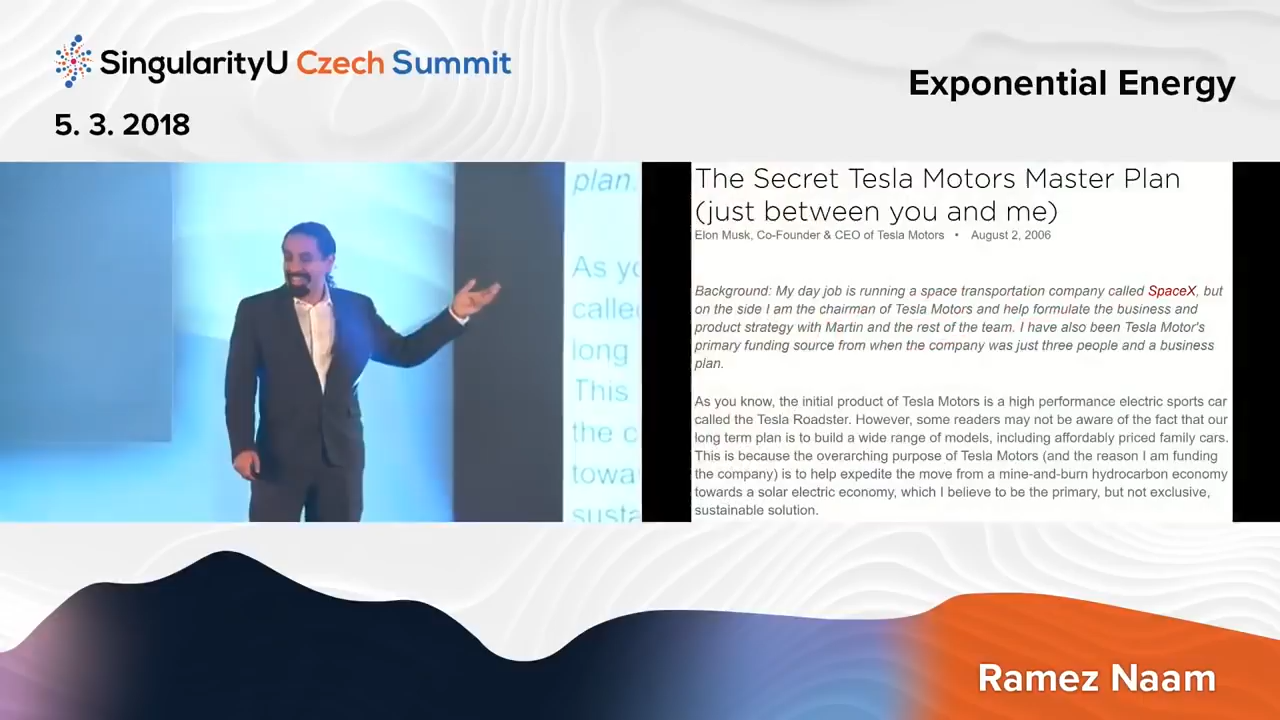 SingularityU Czech Summit
5. 3. 2018
Exponential Energy
plan.
As yo
calle
long
This
the c
towa
susta
The Secret Tesla Motors Master Plan
(just between you and me)
Elon Musk, Co-Founder & CEO of Tesla Motors • August 2, 2006
Background: My day job is running a space transportation company called SpaceX, but
on the side I am the chairman of Tesla Motors and help formulate the business and
product strategy with Martin and the rest of the team. I have also been Tesla Motor's
primary funding source from when the company was just three people and a business
plan.
As you know, the initial product of Tesla Motors is a high performance electric sports car
called the Tesla Roadster. However, some readers may not be aware of the fact that our
long term plan is to build a wide range of models, including affordably priced family cars.
This is because the overarching purpose of Tesla Motors (and the reason I am funding
the company) is to help expedite the move from a mine-and-burn hydrocarbon economy
towards a solar electric economy, which I believe to be the primary, but not exclusive,
sustainable solution.
Ramez Naam